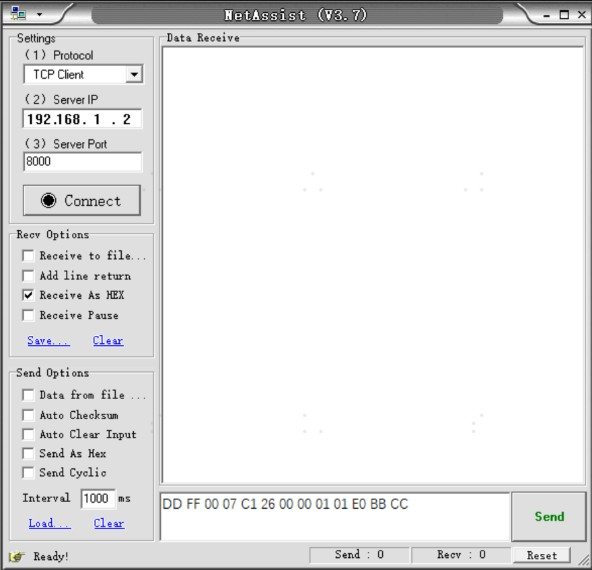 NetAssist (V3.7)
Settings
(1) Protocol
TCP Client
(2) Server IP
192.168. 1 . 2
(3) Server Port
8000
Connect
Recv Options
Receive to file...
Add line return
Receive As HEX
Receive Pause
Save... Clear
Send Options
Data from file ...
Auto Checksum
Auto Clear Input
Send As Hex
Send Cyclic
Interval 1000 ms
Load... Clear
Data Receive
DD FF 00 07 C1 26 00 00 01 01 E0 BB CC
Send
Ready!
Send : 0
Recv : 0
Reset